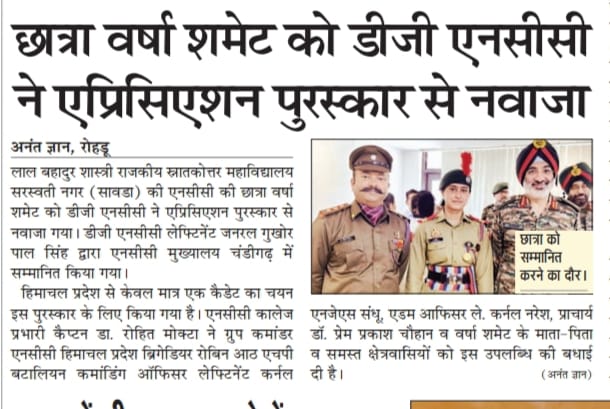 छात्रा वर्षा शमेट को डीजी एनसीसी
ने एप्रिसिएशन पुरस्कार से नवाजा
अनंत ज्ञान, रोहडू
लाल बहादुर शास्त्री राजकीय स्नातकोत्तर महाविद्यालय
सरस्वती नगर (सावडा) की एनसीसी की छात्रा वर्षा
शमेट को डीजी एनसीसी ने एप्रिसिएशन पुरस्कार से
नवाजा गया। डीजी एनसीसी लेफ्टिनेंट जनरल गुखोर
पाल सिंह द्वारा एनसीसी मुख्यालय चंडीगढ़ में
सम्मानित किया गया।
हिमाचल प्रदेश से केवल मात्र एक कैडेट का चयन
इस पुरस्कार के लिए किया गया है। एनसीसी कालेज
प्रभारी कैप्टन डा. रोहित मोक्टा ने ग्रुप कमांडर
एनसीसी हिमाचल प्रदेश ब्रिगेडियर रोबिन आठ एचपी
बटालियन कमांडिंग ऑफिसर लेफ्टिनेंट कर्नल
छात्रा को
सम्मानित
करने का दौर।
एनजेएस संधू, एडम आफिसर ले. कर्नल नरेश, प्राचार्य
डॉ. प्रेम प्रकाश चौहान व वर्षा शमेट के माता-पिता
व समस्त क्षेत्रवासियों को इस उपलब्धि की बधाई
दी है। (अनंत ज्ञान)